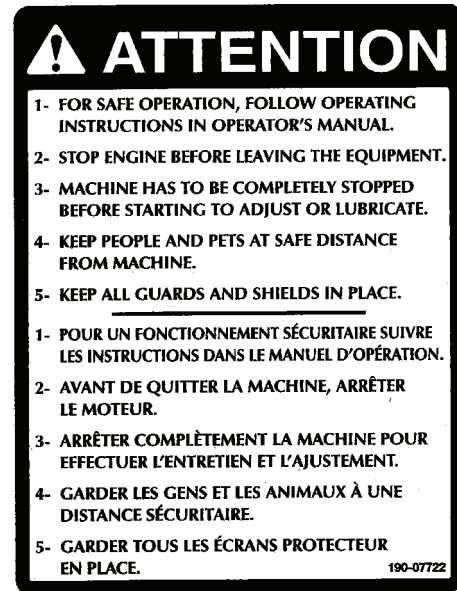 ATTENTION
1- FOR SAFE OPERATION, FOLLOW OPERATING
INSTRUCTIONS IN OPERATOR'S MANUAL.
2- STOP ENGINE BEFORE LEAVING THE EQUIPMENT.
3- MACHINE HAS TO BE COMPLETELY STOPPED
BEFORE STARTING TO ADJUST OR LUBRICATE.
4- KEEP PEOPLE AND PETS AT SAFE DISTANCE
FROM MACHINE.
5- KEEP ALL GUARDS AND SHIELDS IN PLACE.
1- POUR UN FONCTIONNEMENT SÉCURITAIRE SUIVRE
LES INSTRUCTIONS DANS LE MANUEL D'OPÉRATION.
2- AVANT DE QUITTER LA MACHINE, ARRÊTER
LE MOTEUR.
3- ARRÊTER COMPLÈTEMENT LA MACHINE POUR
EFFECTUER L'ENTRETIEN ET L'AJUSTEMENT.
4- GARDER LES GENS ET LES ANIMAUX À UNE
DISTANCE SÉCURITAIRE.
5- GARDER TOUS LES ÉCRANS PROTECTEUR
EN PLACE. 190-07722